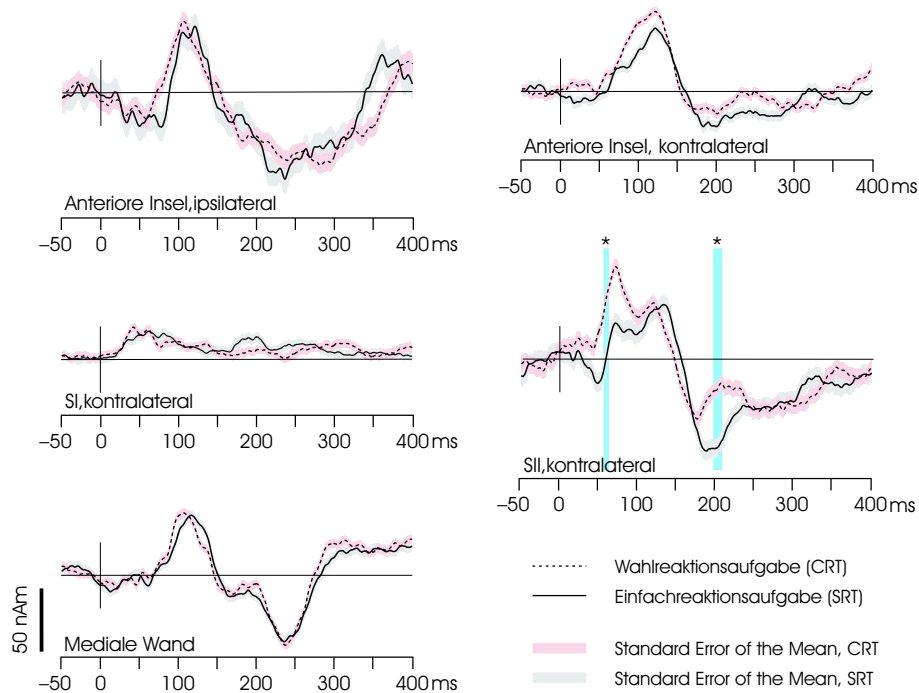 Anteriore Insel,ipsilateral
–50 0 100 200 300 400 ms
SI,kontralateral
–50 0 100 200 300 400 ms
50 nAm
Mediale Wand
–50 0 100 200 300 400 ms
Anteriore Insel, kontralateral
–50 0 100 200 300 400 ms
* *
SII,kontralateral
–50 0 100 200 300 400 ms
Wahlreaktionsaufgabe (CRT)
Einfachreaktionsaufgabe (SRT)
Standard Error of the Mean, CRT
Standard Error of the Mean, SRT